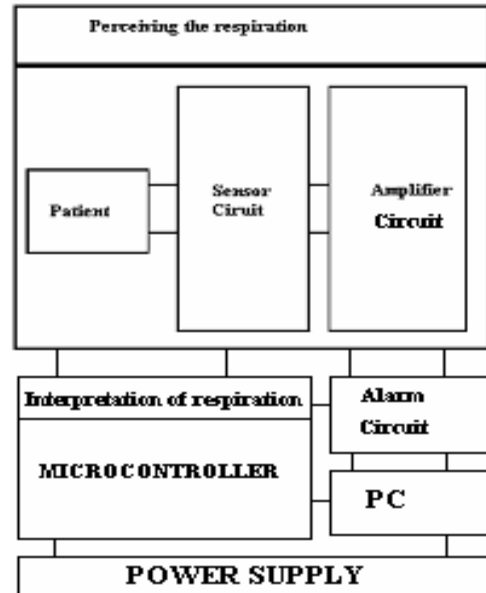 Perceiving the respiration
Patient
Sensor
Ciruit
Amplifier
Circuit
Interpretation of respiration
MICROCONTROLLER
Alarm
Circuit
PC
POWER SUPPLY